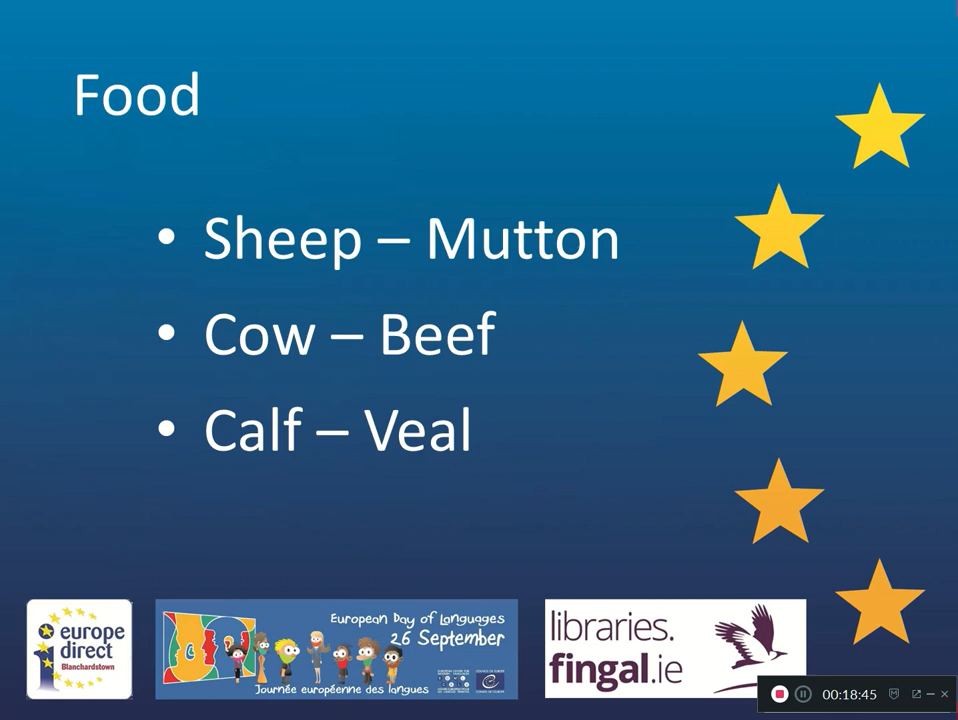 Food
• Sheep – Mutton
• Cow – Beef
• Calf – Veal
europe
direct
Blanchardstown
European Day of Languages
26 September
Journée européenne des langues
libraries.
fingal.ie
00:18:45